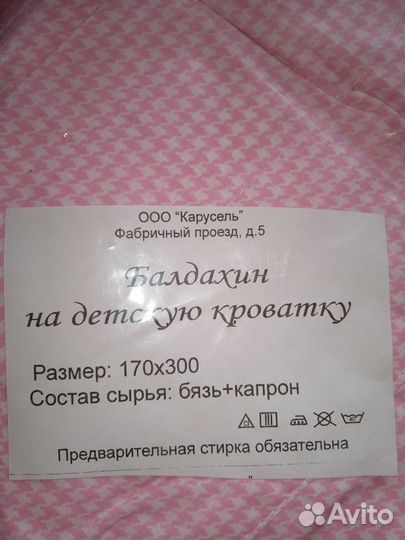 ООО "Карусель"
Фабричный проезд, д.5
Балдахин
на детскую кроватку
Размер: 170х300
Состав сырья: бязь+капрон
Предварительная стирка обязательна
Avito